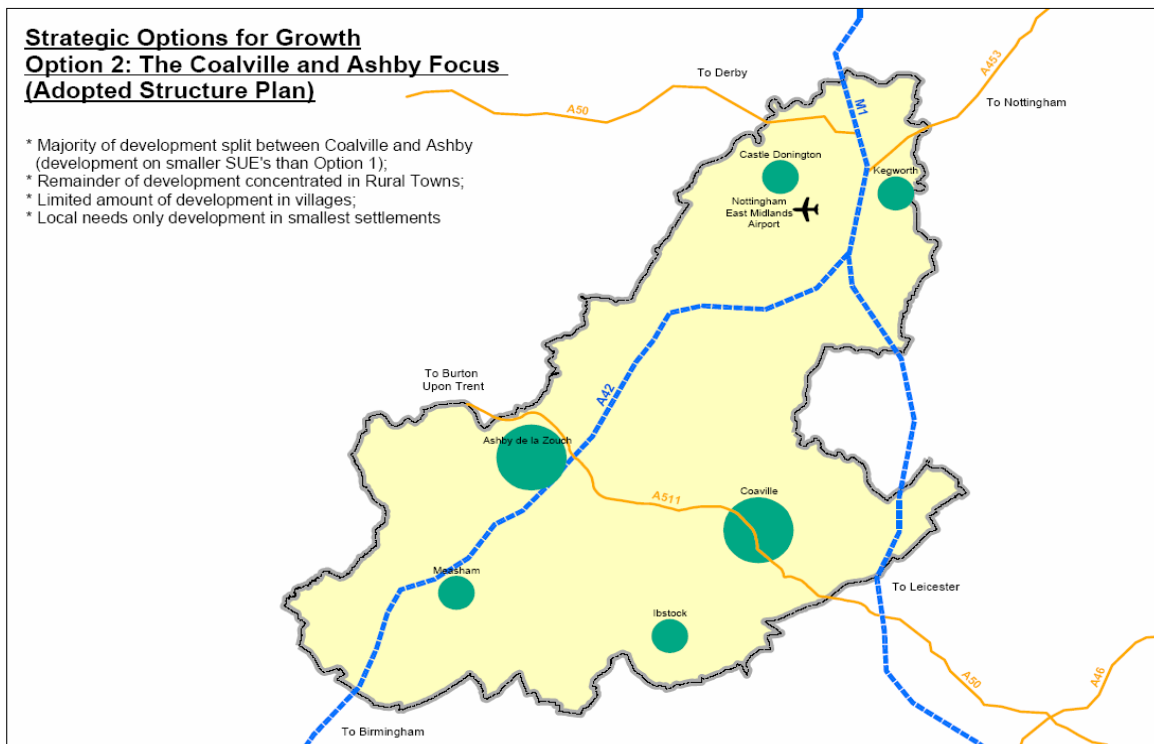 Strategic Options for Growth
Option 2: The Coalville and Ashby Focus
(Adopted Structure Plan)
* Majority of development split between Coalville and Ashby
(development on smaller SUE's than Option 1);
* Remainder of development concentrated in Rural Towns;
* Limited amount of development in villages;
* Local needs only development in smallest settlements
To Derby
A453
To Nottingham
A50
M1
Castle Donington
Kegworth
Nottingham
East Midlands
Airport
To Burton
Upon Trent
A42
Ashby de la Zouch
A511
Coaville
Measham
To Leicester
Ibstock
A50
A46
To Birmingham